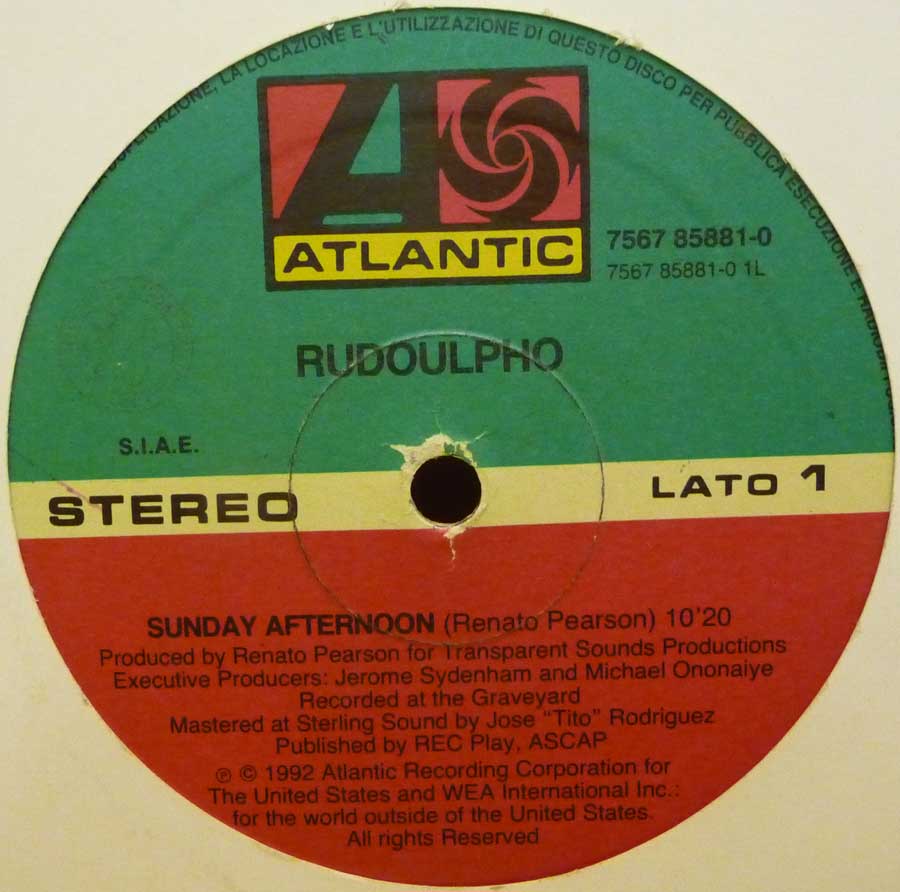 DUPLICAZIONE, LA LOCAZIONE E L'UTILIZZAZIONE DI QUESTO DISCO PER PUBBLICA ESECUZIONE E
ATLANTIC
7567 85881-0
7567 85881-0 1L
RUDOULPHO
S.I.A.E.
STEREO
LATO 1
SUNDAY AFTERNOON (Renato Pearson) 10'20
Produced by Renato Pearson for Transparent Sounds Productions
Executive Producers: Jerome Sydenham and Michael Ononaiye
Recorded at the Graveyard
Mastered at Sterling Sound by Jose "Tito" Rodriguez
Published by REC Play, ASCAP
℗ © 1992 Atlantic Recording Corporation for
The United States and WEA International Inc.:
for the world outside of the United States.
All rights Reserved